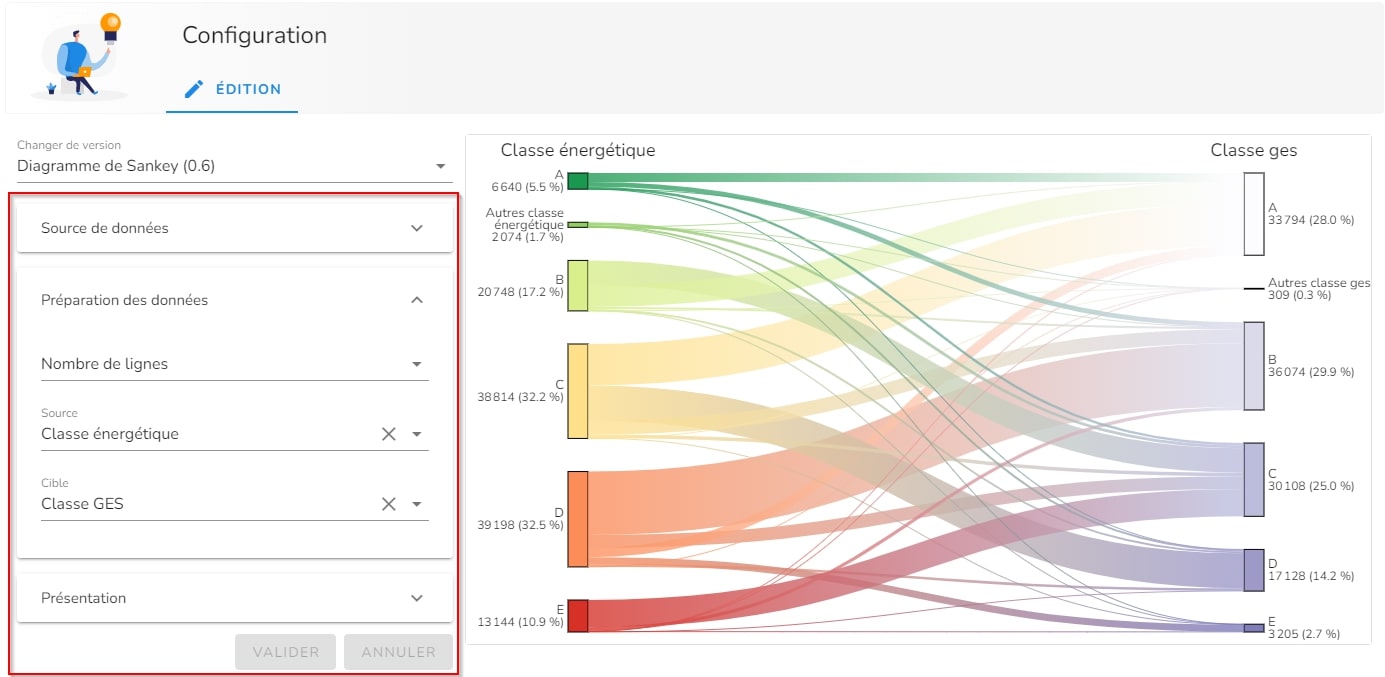 Configuration
ÉDITION
Changer de version
Diagramme de Sankey (0.6)
Source de données
Préparation des données
Nombre de lignes
Source
Classe énergétique
Cible
Classe GES
Présentation
VALIDER
ANNULER
Classe énergétique
Classe ges
A
6 640 (5.5 %)
Autres classe
énergétique
2 074 (1.7 %)
B
20 748 (17.2 %)
C
38 814 (32.2 %)
D
39 198 (32.5 %)
E
13 144 (10.9 %)
A
33 794 (28.0 %)
Autres classe ges
309 (0.3 %)
B
36 074 (29.9 %)
C
30 108 (25.0 %)
D
17 128 (14.2 %)
E
3 205 (2.7 %)